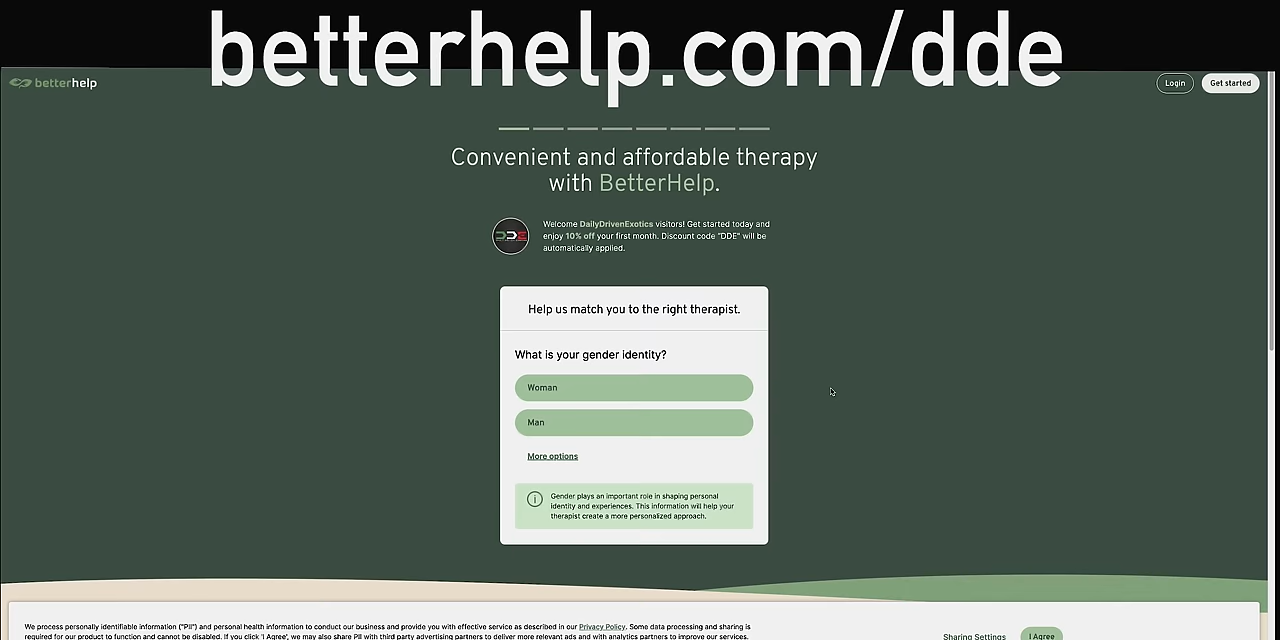 betterhelp.com/dde
betterhelp
Login
Get started
Convenient and affordable therapy
with BetterHelp.
DDE
Welcome DailyDrivenExotics visitors! Get started today and
enjoy 10% off your first month. Discount code "DDE" will be
automatically applied.
Help us match you to the right therapist.
What is your gender identity?
Woman
Man
More options
Gender plays an important role in shaping personal
identity and experiences. This information will help your
therapist create a more personalized approach.
We process personally identifiable information ("PII") and personal health information to conduct our business and provide you with effective service as described in our Privacy Policy. Some data processing and sharing is
required for our product to function and cannot be disabled. If you click 'I Agree', we may also share PII with third party advertising partners to deliver more relevant ads and with analytics partners to improve our services.
Sharing Settings
I Agree